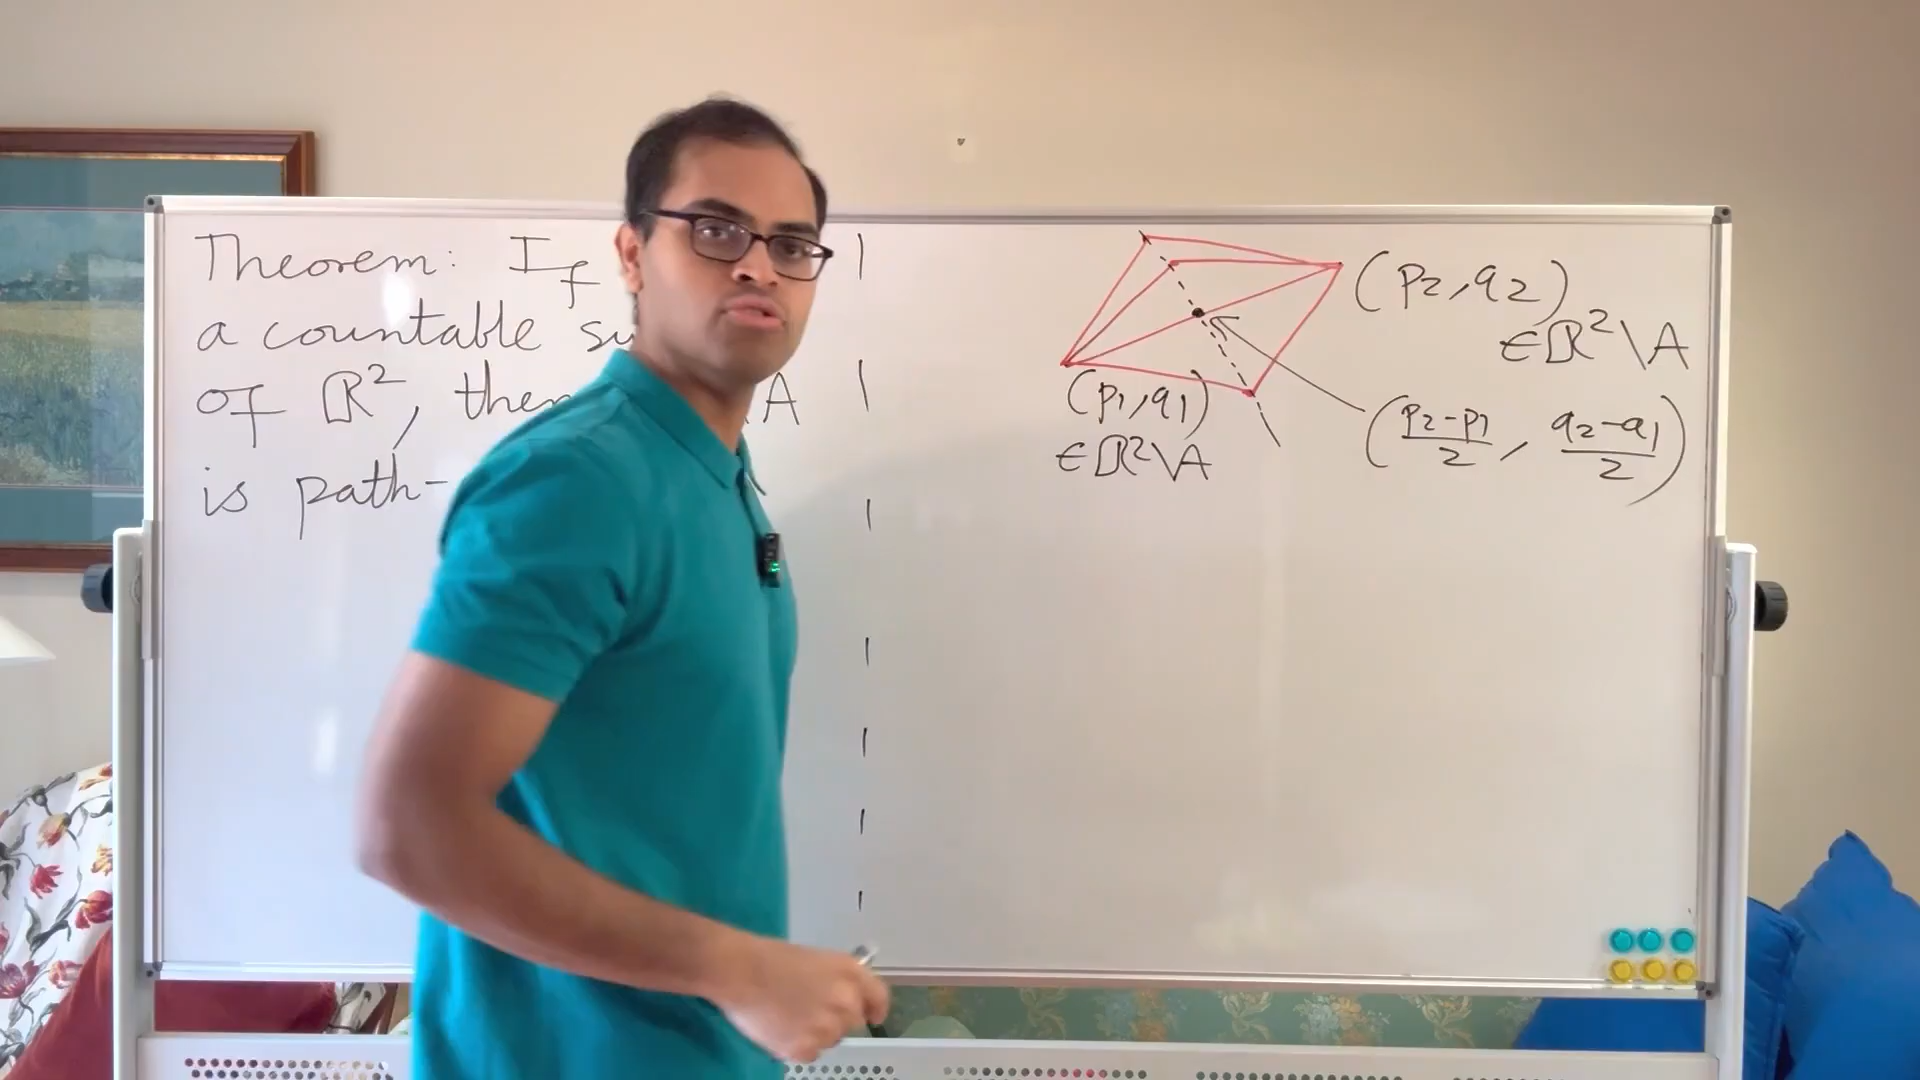 Theorem: If
a countable su
of ℝ², then \A
is path-
(p₂, q₂)
∈ℝ²\A
(p₁, q₁)
∈ℝ²\A
((p₂-p₁)/2, (q₂-q₁)/2)